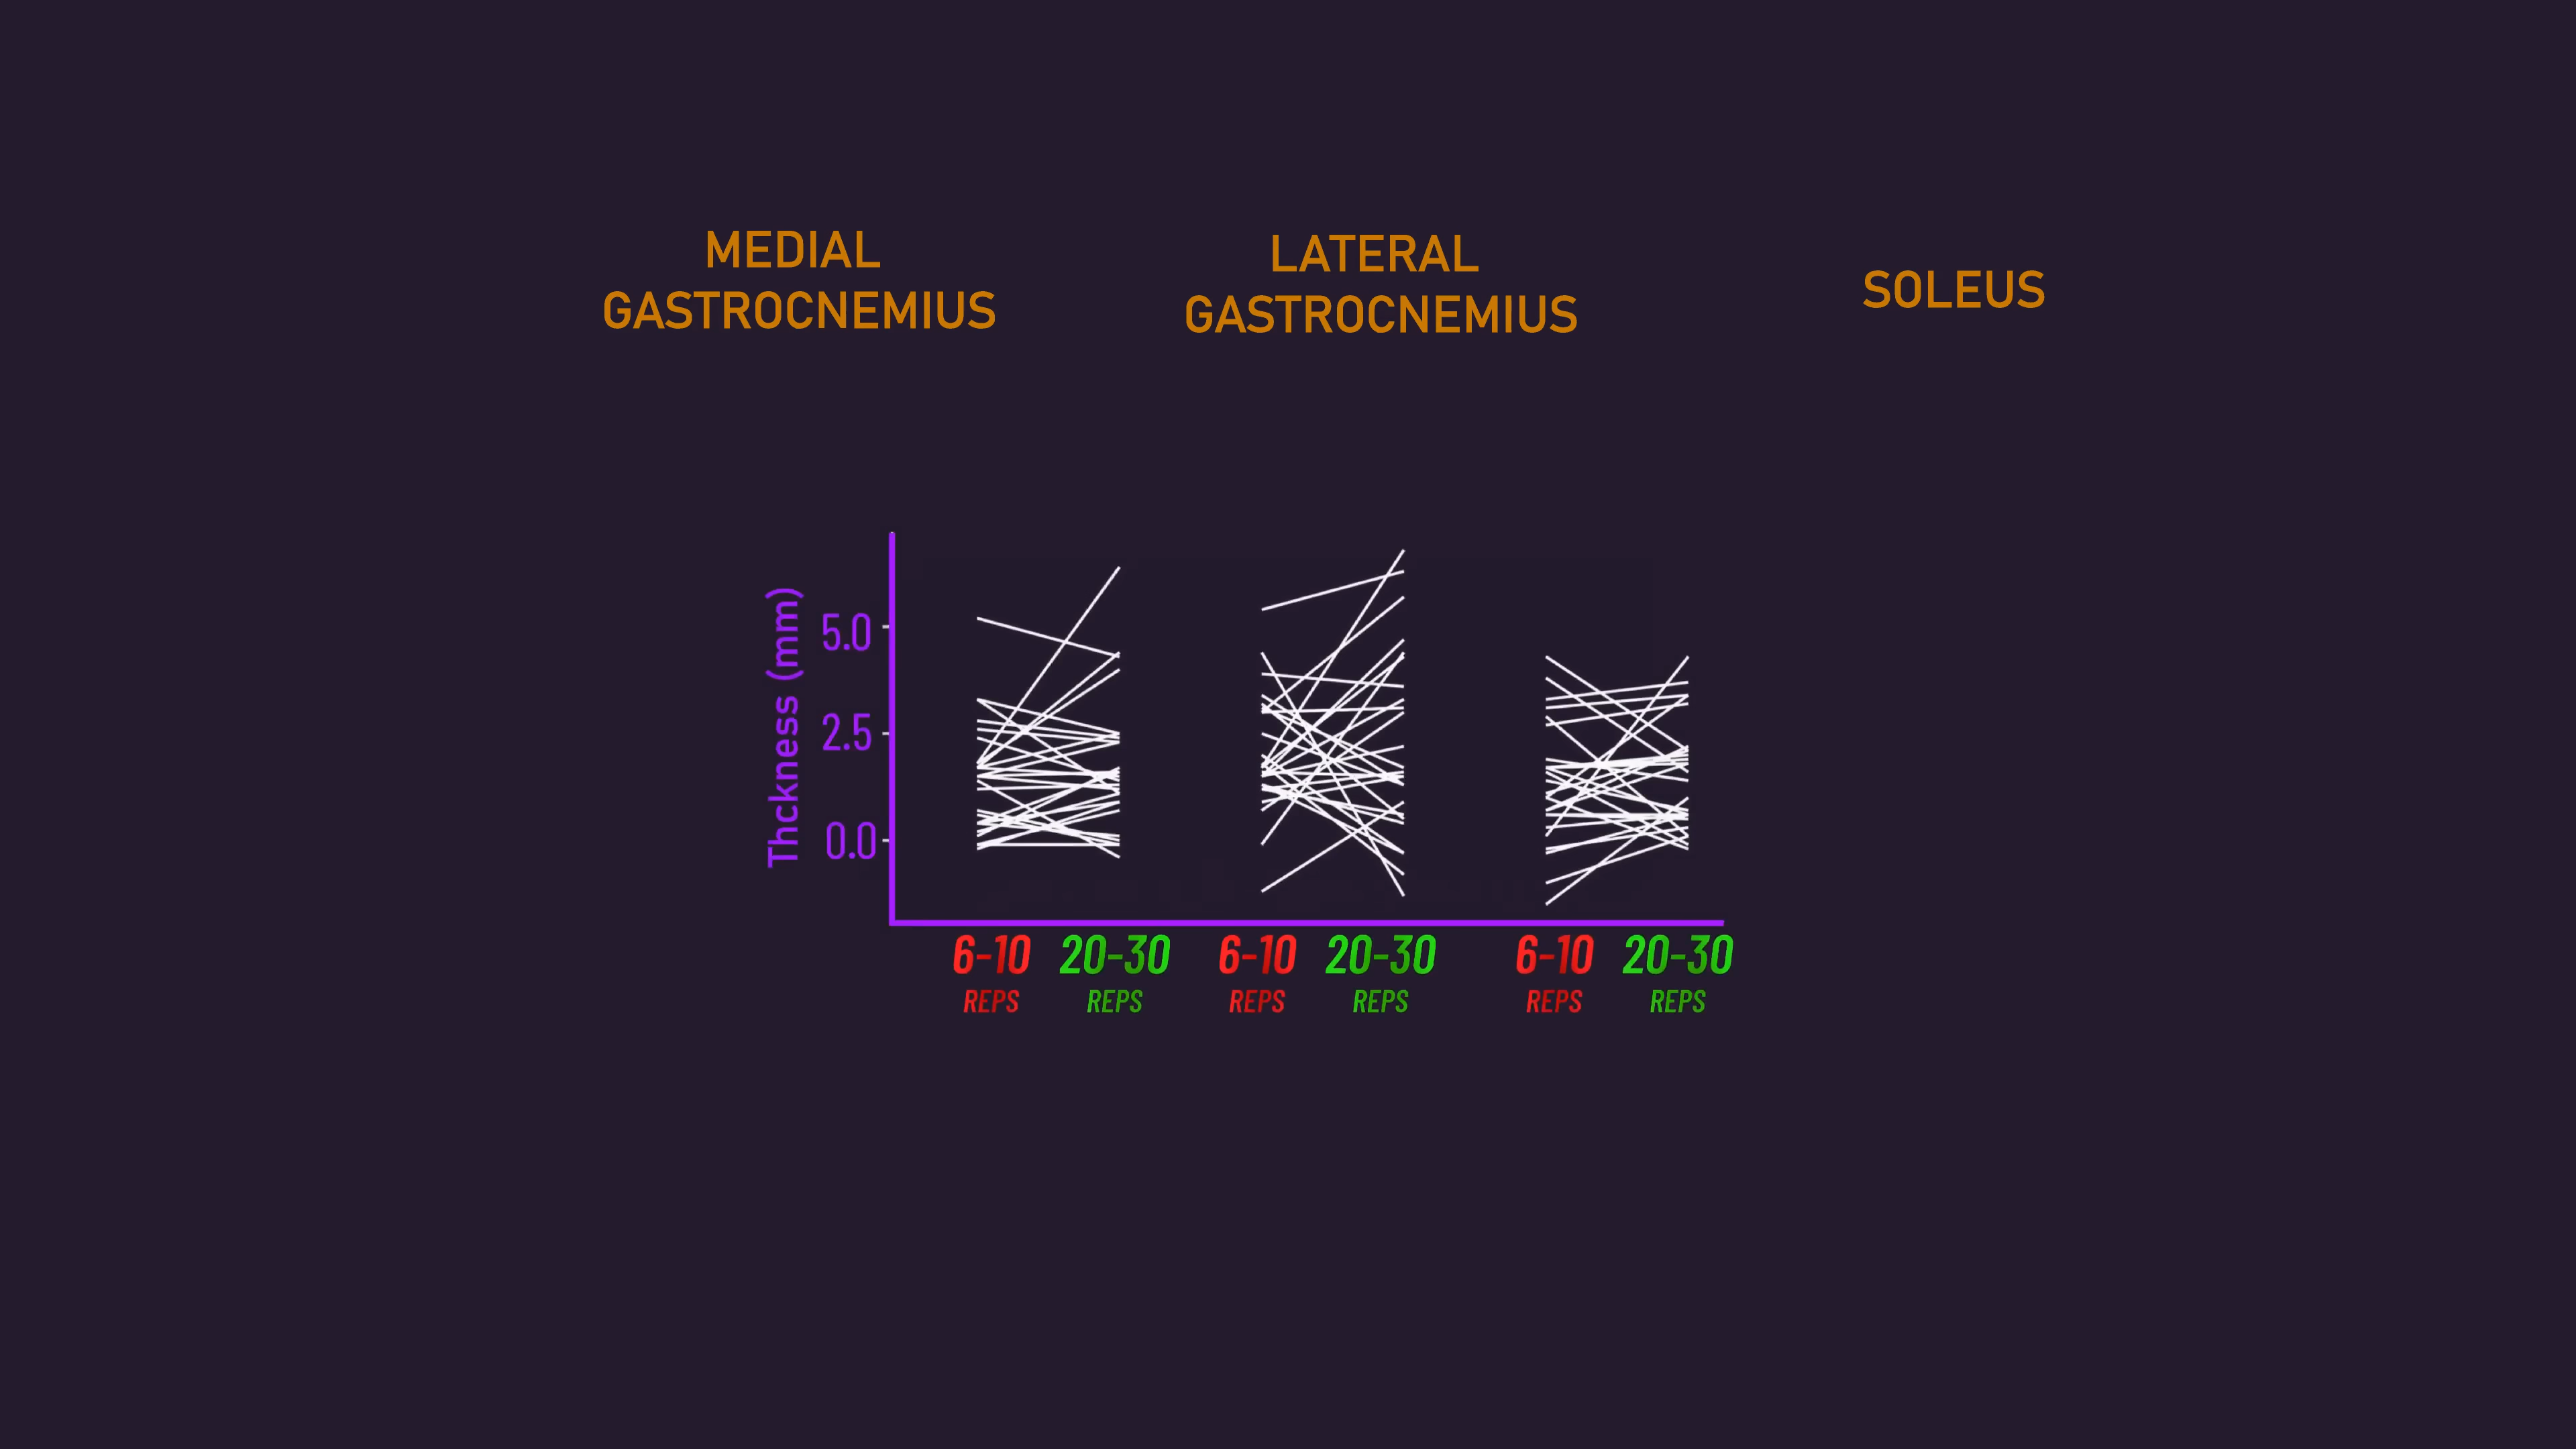 MEDIAL
GASTROCNEMIUS
LATERAL
GASTROCNEMIUS
SOLEUS
Thckness (mm)
5.0
2.5
0.0
6-10 20-30 6-10 20-30 6-10 20-30
REPS REPS REPS REPS REPS REPS